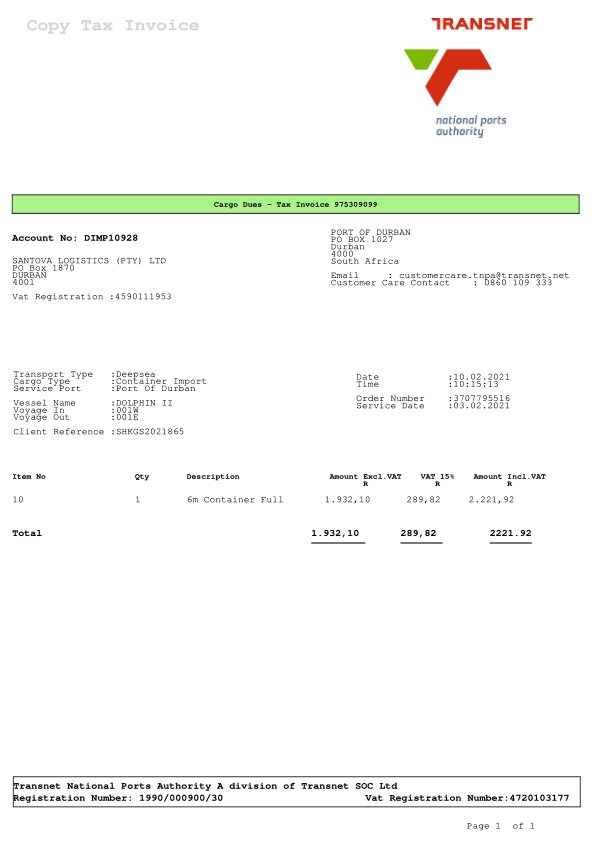 Copy Tax Invoice
TRANSNET
national ports
authority
Cargo Dues - Tax Invoice 975309099
Account No: DIMP10928
SANTOVA LOGISTICS (PTY) LTD
PO Box 1870
DURBAN
4001
Vat Registration :4590111953
PORT OF DURBAN
PO BOX 1027
Durban
4000
South Africa
Email : customercare.tnpa@transnet.net
Customer Care Contact : 0860 109 333
Transport Type :Deepsea
Cargo Type :Container Import
Service Port :Port Of Durban
Vessel Name :DOLPHIN II
Voyage In :001W
Voyage Out :001E
Client Reference :SHKGS2021865
Date :10.02.2021
Time :10:15:13
Order Number :3707795516
Service Date :03.02.2021
Item No Qty Description Amount Excl.VAT VAT 15% Amount Incl.VAT
R R R
10 1 6m Container Full 1.932,10 289,82 2.221,92
Total 1.932,10 289,82 2221.92
Transnet National Ports Authority A division of Transnet SOC Ltd
Registration Number: 1990/000900/30 Vat Registration Number:4720103177
Page 1 of 1